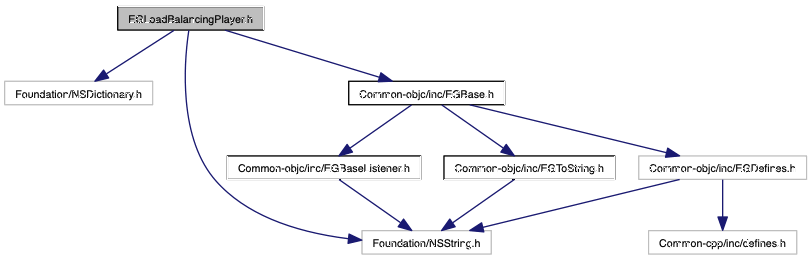 EGLoadBalancingPlayer.h
Foundation/NSDictionary.h
Common-objc/inc/EGBase.h
Common-objc/inc/EGBaseListener.h
Common-objc/inc/EGToString.h
Common-objc/inc/EGDefines.h
Foundation/NSString.h
Common-cpp/inc/defines.h